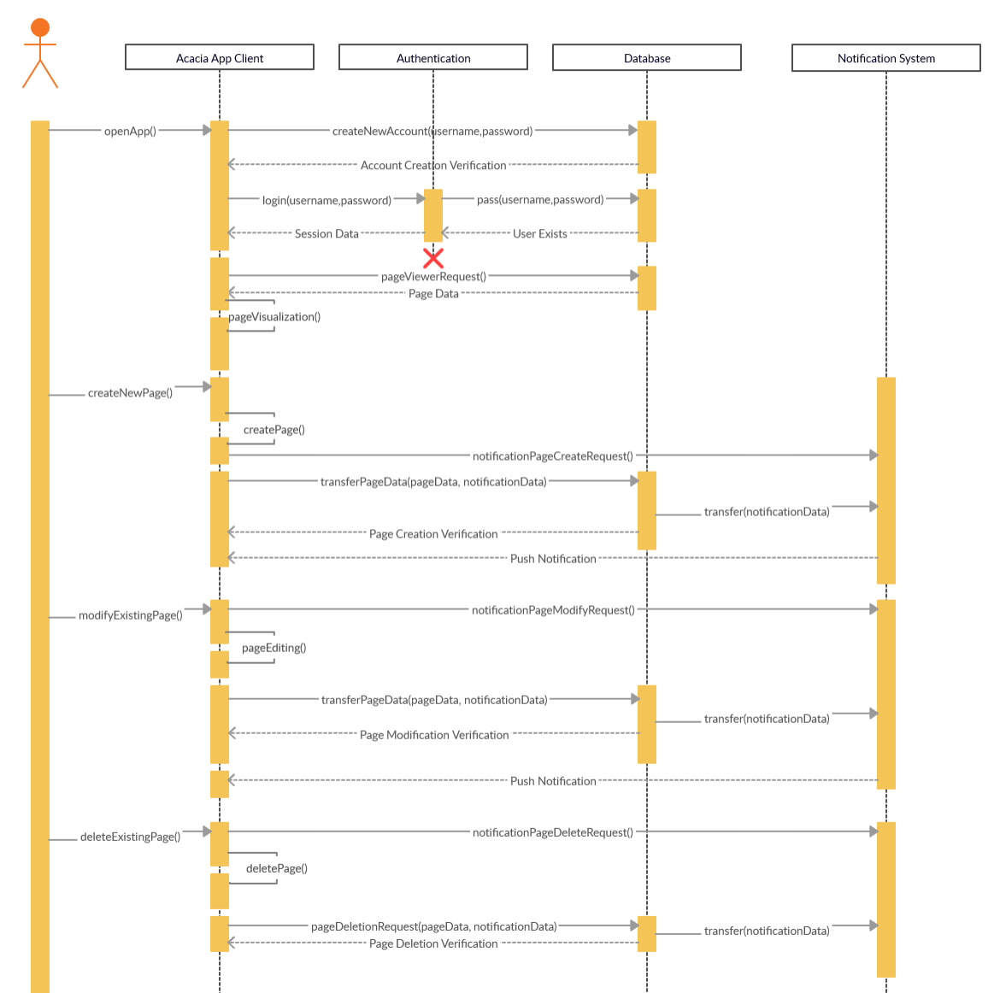 Acacia App Client
Authentication
Database
Notification System
openApp()
createNewAccount(username,password)
Account Creation Verification
login(username,password)
pass(username,password)
Session Data
User Exists
pageViewerRequest()
Page Data
pageVisualization()
createNewPage()
createPage()
notificationPageCreateRequest()
transferPageData(pageData, notificationData)
transfer(notificationData)
Page Creation Verification
Push Notification
modifyExistingPage()
notificationPageModifyRequest()
pageEditing()
transferPageData(pageData, notificationData)
transfer(notificationData)
Page Modification Verification
Push Notification
deleteExistingPage()
notificationPageDeleteRequest()
deletePage()
pageDeletionRequest(pageData, notificationData)
transfer(notificationData)
Page Deletion Verification